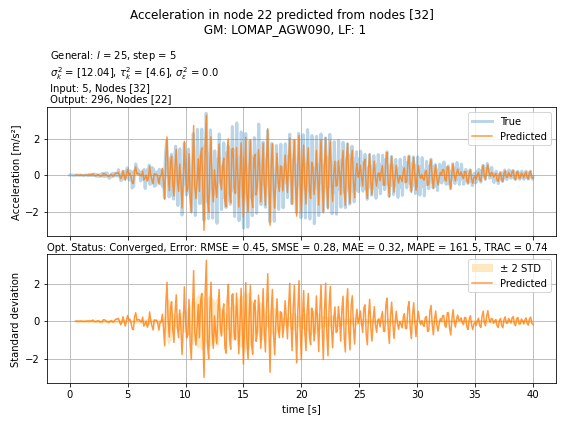 Acceleration in node 22 predicted from nodes [32]
GM: LOMAP_AGW090, LF: 1
General: l = 25, step = 5
σ²ₖ = [12.04], τ²ₖ = [4.6], σ²ε = 0.0
Input: 5, Nodes [32]
Output: 296, Nodes [22]
Acceleration [m/s²]
2
0
−2
True
Predicted
Opt. Status: Converged, Error: RMSE = 0.45, SMSE = 0.28, MAE = 0.32, MAPE = 161.5, TRAC = 0.74
Standard deviation
2
0
−2
± 2 STD
Predicted
0 5 10 15 20 25 30 35 40
time [s]